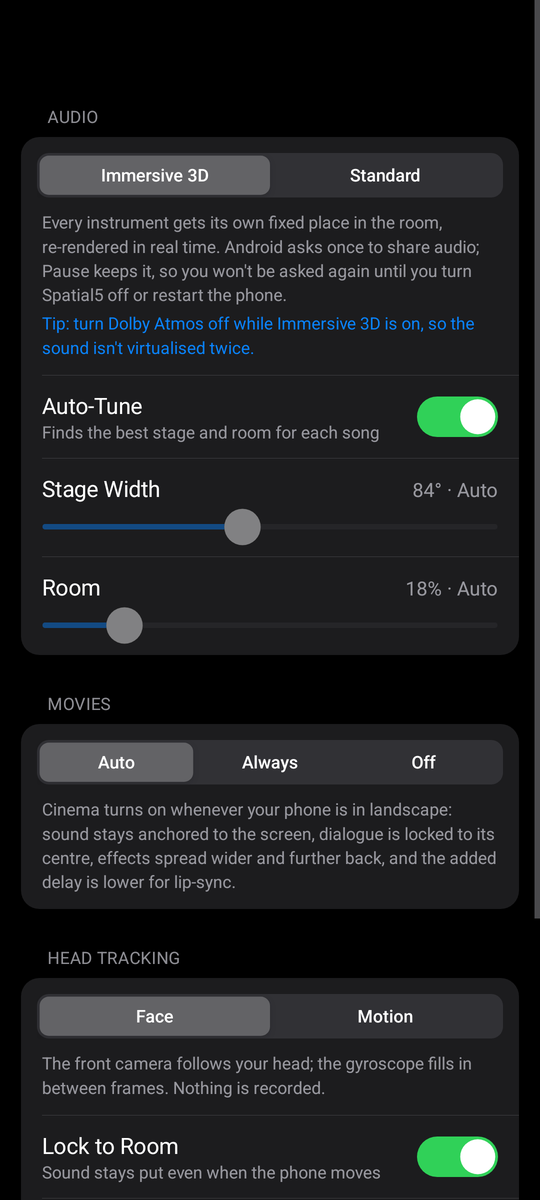 AUDIO
Immersive 3D
Standard
Every instrument gets its own fixed place in the room,
re-rendered in real time. Android asks once to share audio;
Pause keeps it, so you won't be asked again until you turn
Spatial5 off or restart the phone.
Tip: turn Dolby Atmos off while Immersive 3D is on, so the
sound isn't virtualised twice.
Auto-Tune
Finds the best stage and room for each song
Stage Width
84° · Auto
Room
18% · Auto
MOVIES
Auto
Always
Off
Cinema turns on whenever your phone is in landscape:
sound stays anchored to the screen, dialogue is locked to its
centre, effects spread wider and further back, and the added
delay is lower for lip-sync.
HEAD TRACKING
Face
Motion
The front camera follows your head; the gyroscope fills in
between frames. Nothing is recorded.
Lock to Room
Sound stays put even when the phone moves